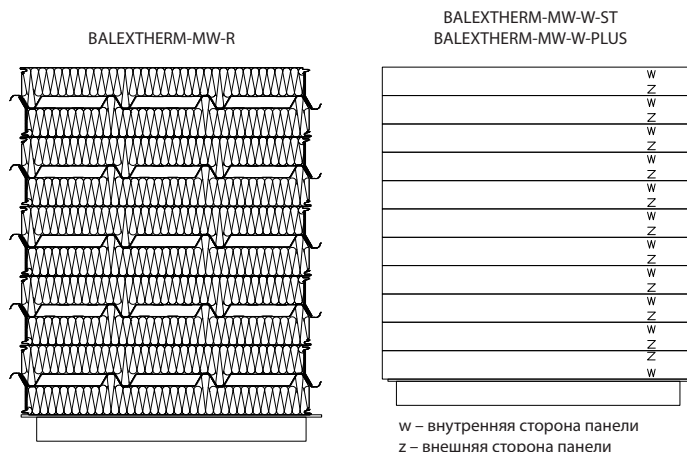 BALEXTHERM-MW-R
BALEXTHERM-MW-W-ST
BALEXTHERM-MW-W-PLUS
W
Z
W
Z
W
Z
W
Z
W
Z
W
Z
W
Z
W
Z
W
Z
W
Z
Z
W
w – внутренняя сторона панели
z – внешняя сторона панели